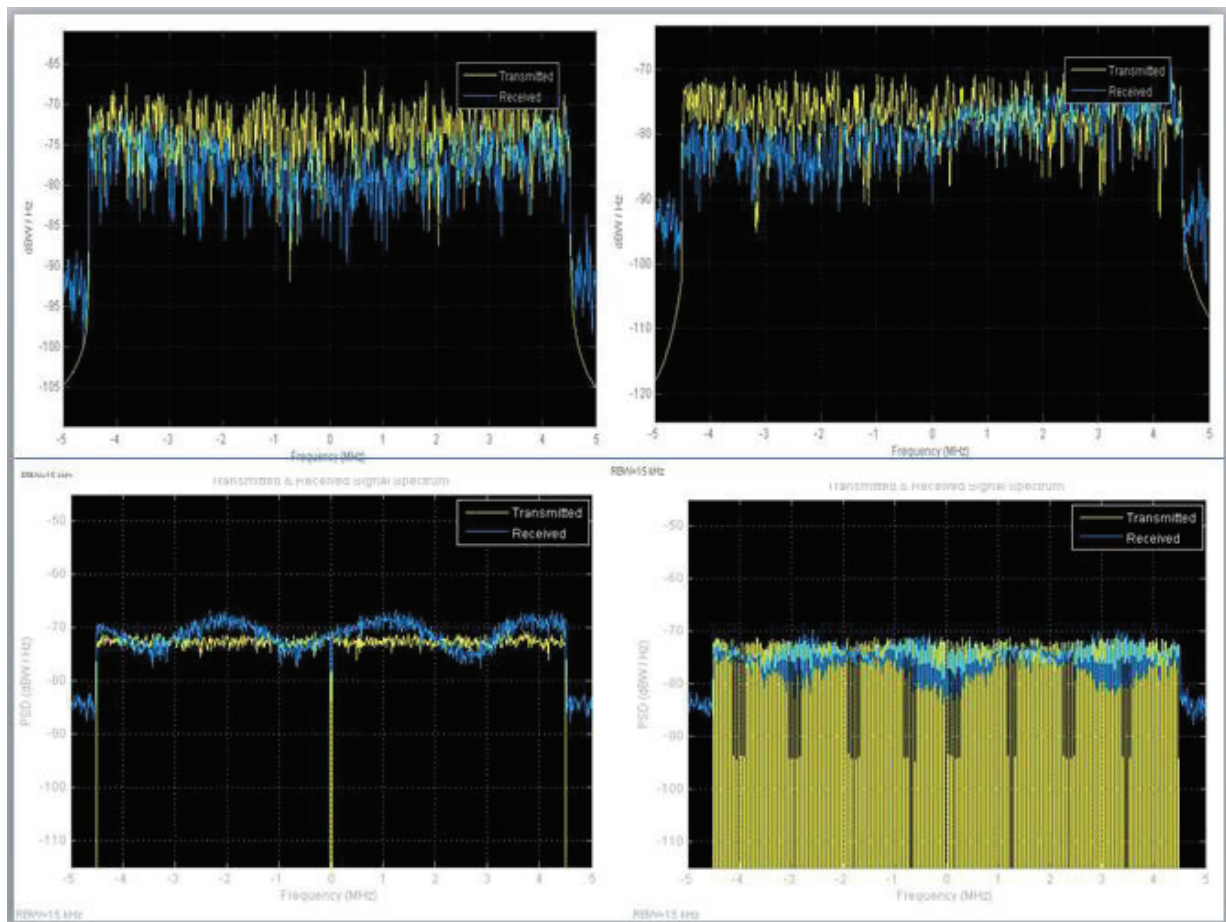 -65
-70
-75
-80
-85
-90
-95
-100
-105
dBW / Hz
Transmitted
Received
-5 -4 -3 -2 -1 0 1 2 3 4 5
Frequency (MHz)
-70
-80
-90
-100
-110
-120
dBW / Hz
Transmitted
Received
-5 -4 -3 -2 -1 0 1 2 3 4 5
Frequency (MHz)
RBW=15 kHz
Transmitted & Received Signal Spectrum
-50
-60
-70
-80
-90
-100
-110
PSD (dBW / Hz)
Transmitted
Received
-5 -4 -3 -2 -1 0 1 2 3 4 5
Frequency (MHz)
RBW=15 kHz
RBW=15 kHz
Transmitted & Received Signal Spectrum
-50
-60
-70
-80
-90
-100
-110
PSD (dBW / Hz)
Transmitted
Received
-5 -4 -3 -2 -1 0 1 2 3 4 5
Frequency (MHz)
RBW=15 kHz